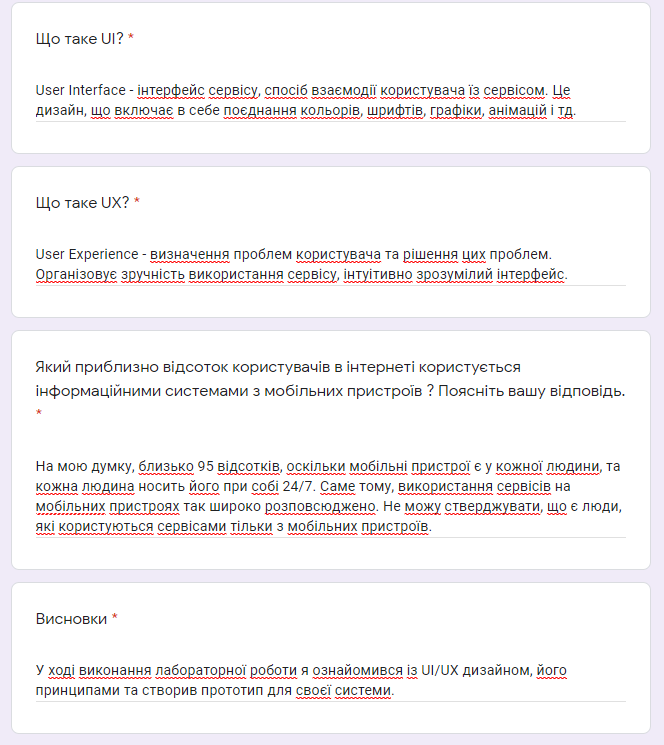 Що таке UI? *
User Interface - інтерфейс сервісу, спосіб взаємодії користувача їз сервісом. Це
дизайн, що включає в себе поєднання кольорів, шрифтів, графіки, анімацій і тд.
Що таке UX? *
User Experience - визначення проблем користувача та рішення цих проблем.
Організовує зручність використання сервісу, інтуітивно зрозумілий інтерфейс.
Який приблизно відсоток користувачів в інтернеті користується
інформаційними системами з мобільних пристроїв ? Поясніть вашу відповідь.
*
На мою думку, близько 95 відсотків, оскільки мобільні пристрої є у кожної людини, та
кожна людина носить його при собі 24/7. Саме тому, використання сервісів на
мобільних пристроях так широко розповсюджено. Не можу стверджувати, що є люди,
які користуються сервісами тільки з мобільних пристроїв.
Висновки *
У ході виконання лабораторної роботи я ознайомився із UI/UX дизайном, його
принципами та створив прототип для своєї системи.